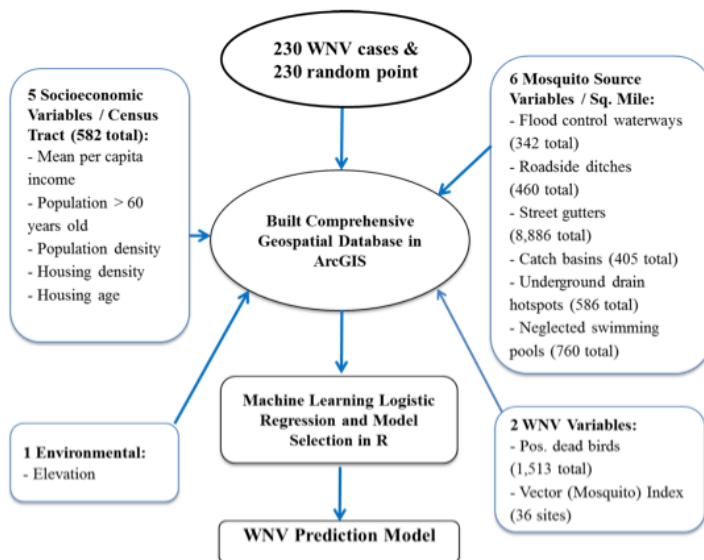 230 WNV cases &
230 random point
5 Socioeconomic
Variables / Census
Tract (582 total):
- Mean per capita
income
- Population > 60
years old
- Population density
- Housing density
- Housing age
6 Mosquito Source
Variables / Sq. Mile:
- Flood control waterways
(342 total)
- Roadside ditches
(460 total)
- Street gutters
(8,886 total)
- Catch basins (405 total)
- Underground drain
hotspots (586 total)
- Neglected swimming
pools (760 total)
Built Comprehensive
Geospatial Database in
ArcGIS
Machine Learning Logistic
Regression and Model
Selection in R
1 Environmental:
- Elevation
2 WNV Variables:
- Pos. dead birds
(1,513 total)
- Vector (Mosquito) Index
(36 sites)
WNV Prediction Model